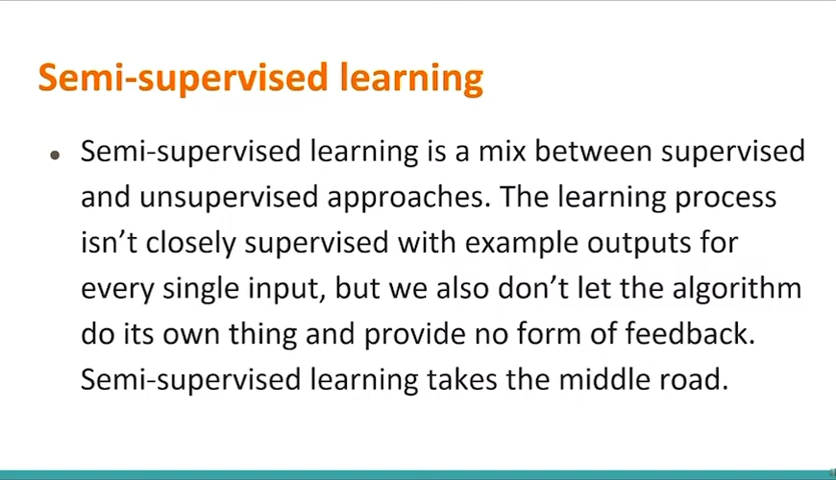 Semi-supervised learning
• Semi-supervised learning is a mix between supervised
and unsupervised approaches. The learning process
isn't closely supervised with example outputs for
every single input, but we also don't let the algorithm
do its own thing and provide no form of feedback.
Semi-supervised learning takes the middle road.